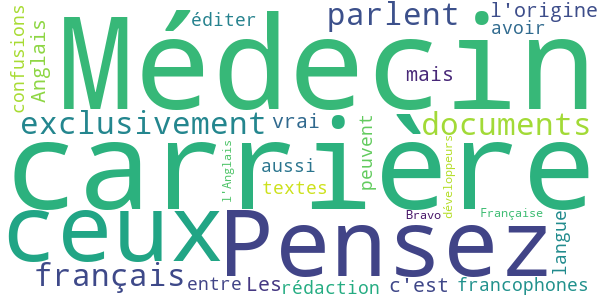 Médecin
carrière
ceux
Pensez
éditer
parlent
l'origine
avoir
confusions
Anglais
mais
exclusivement
vrai
peuvent
documents
l'Anglais
aussi
textes
développeurs
Bravo
Française
langue
français
entre
Les
rédaction
c'est
francophones